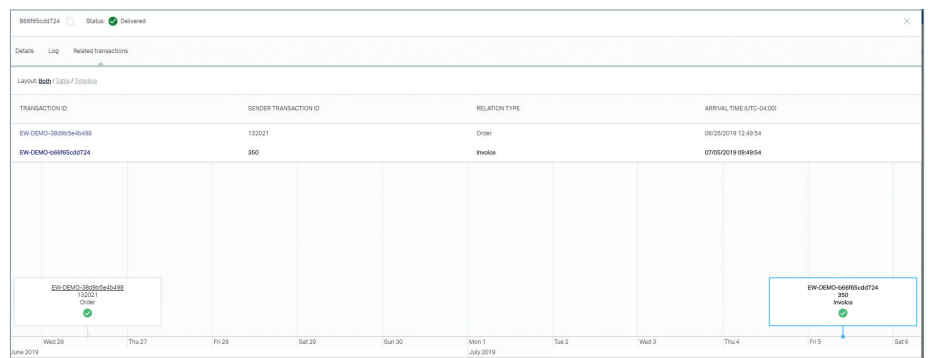 B66f65cdd724 Status: Delivered
Details Log Related transactions
Layout: Both / Table / Timeline
TRANSACTION ID SENDER TRANSACTION ID RELATION TYPE ARRIVAL TIME (UTC-04:00)
EW-DEMO-38d9b5e4b498 132021 Order 06/26/2019 12:49:54
EW-DEMO-b66f65cdd724 350 Invoice 07/05/2019 09:49:54
EW-DEMO-38d9b5e4b498
132021
Order
EW-DEMO-b66f65cdd724
350
Invoice
Wed 26 Thu 27 Fri 28 Sat 29 Sun 30 Mon 1 Tue 2 Wed 3 Thu 4 Fri 5 Sat 6
June 2019 July 2019